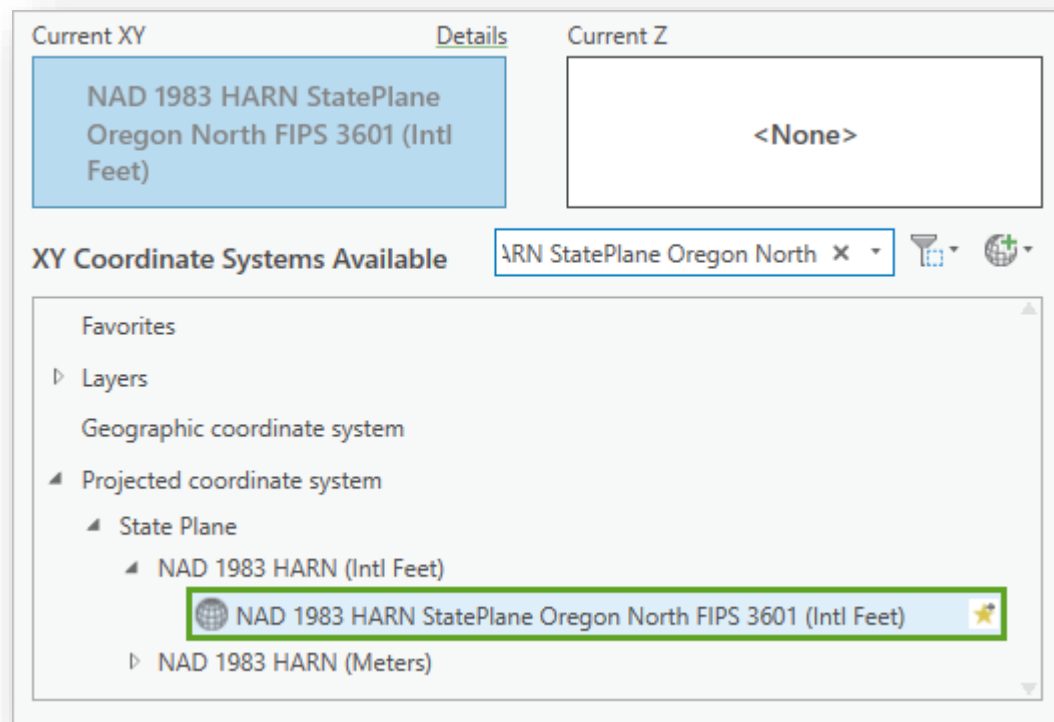 Current XY
Details
Current Z
NAD 1983 HARN StatePlane
Oregon North FIPS 3601 (Intl
Feet)
<None>
XY Coordinate Systems Available
ARN StatePlane Oregon North
Favorites
Layers
Geographic coordinate system
Projected coordinate system
State Plane
NAD 1983 HARN (Intl Feet)
NAD 1983 HARN StatePlane Oregon North FIPS 3601 (Intl Feet)
NAD 1983 HARN (Meters)